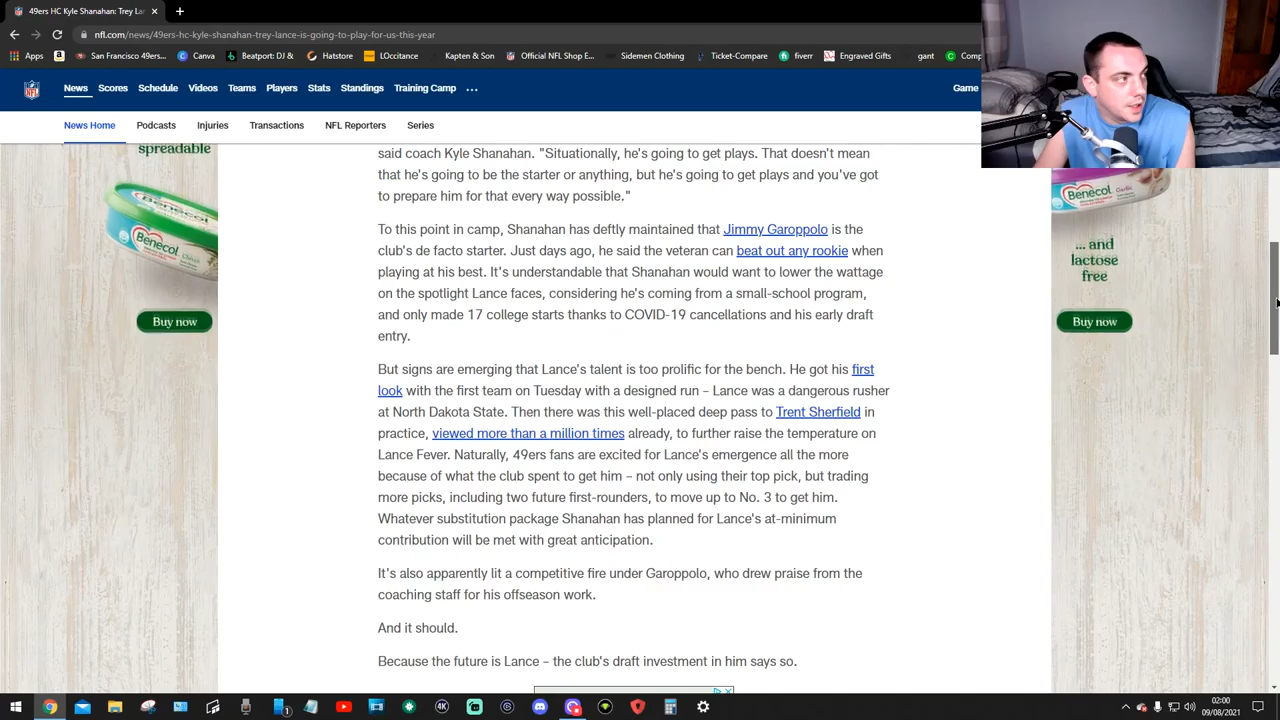 49ers HC Kyle Shanahan: Trey Lan
nfl.com/news/49ers-hc-kyle-shanahan-trey-lance-is-going-to-play-for-us-this-year
San Francisco 49ers... Canva Beatport: DJ & ... Hatstore LOccitance Kapten & Son Official NFL Shop E... Sidemen Clothing Ticket-Compare fiverr Engraved Gifts gant Comp
News Scores Schedule Videos Teams Players Stats Standings Training Camp ... Game
News Home Podcasts Injuries Transactions NFL Reporters Series
spreadable
Benecol
Buy now
said coach Kyle Shanahan. "Situationally, he's going to get plays. That doesn't mean
that he's going to be the starter or anything, but he's going to get plays and you've got
to prepare him for that every way possible."
To this point in camp, Shanahan has deftly maintained that Jimmy Garoppolo is the
club's de facto starter. Just days ago, he said the veteran can beat out any rookie when
playing at his best. It's understandable that Shanahan would want to lower the wattage
on the spotlight Lance faces, considering he's coming from a small-school program,
and only made 17 college starts thanks to COVID-19 cancellations and his early draft
entry.
But signs are emerging that Lance's talent is too prolific for the bench. He got his first
look with the first team on Tuesday with a designed run – Lance was a dangerous rusher
at North Dakota State. Then there was this well-placed deep pass to Trent Sherfield in
practice, viewed more than a million times already, to further raise the temperature on
Lance Fever. Naturally, 49ers fans are excited for Lance's emergence all the more
because of what the club spent to get him – not only using their top pick, but trading
more picks, including two future first-rounders, to move up to No. 3 to get him.
Whatever substitution package Shanahan has planned for Lance's at-minimum
contribution will be met with great anticipation.
It's also apparently lit a competitive fire under Garoppolo, who drew praise from the
coaching staff for his offseason work.
And it should.
Because the future is Lance – the club's draft investment in him says so.
Benecol
... and
lactose
free
Buy now
4K
02:00
09/08/2021